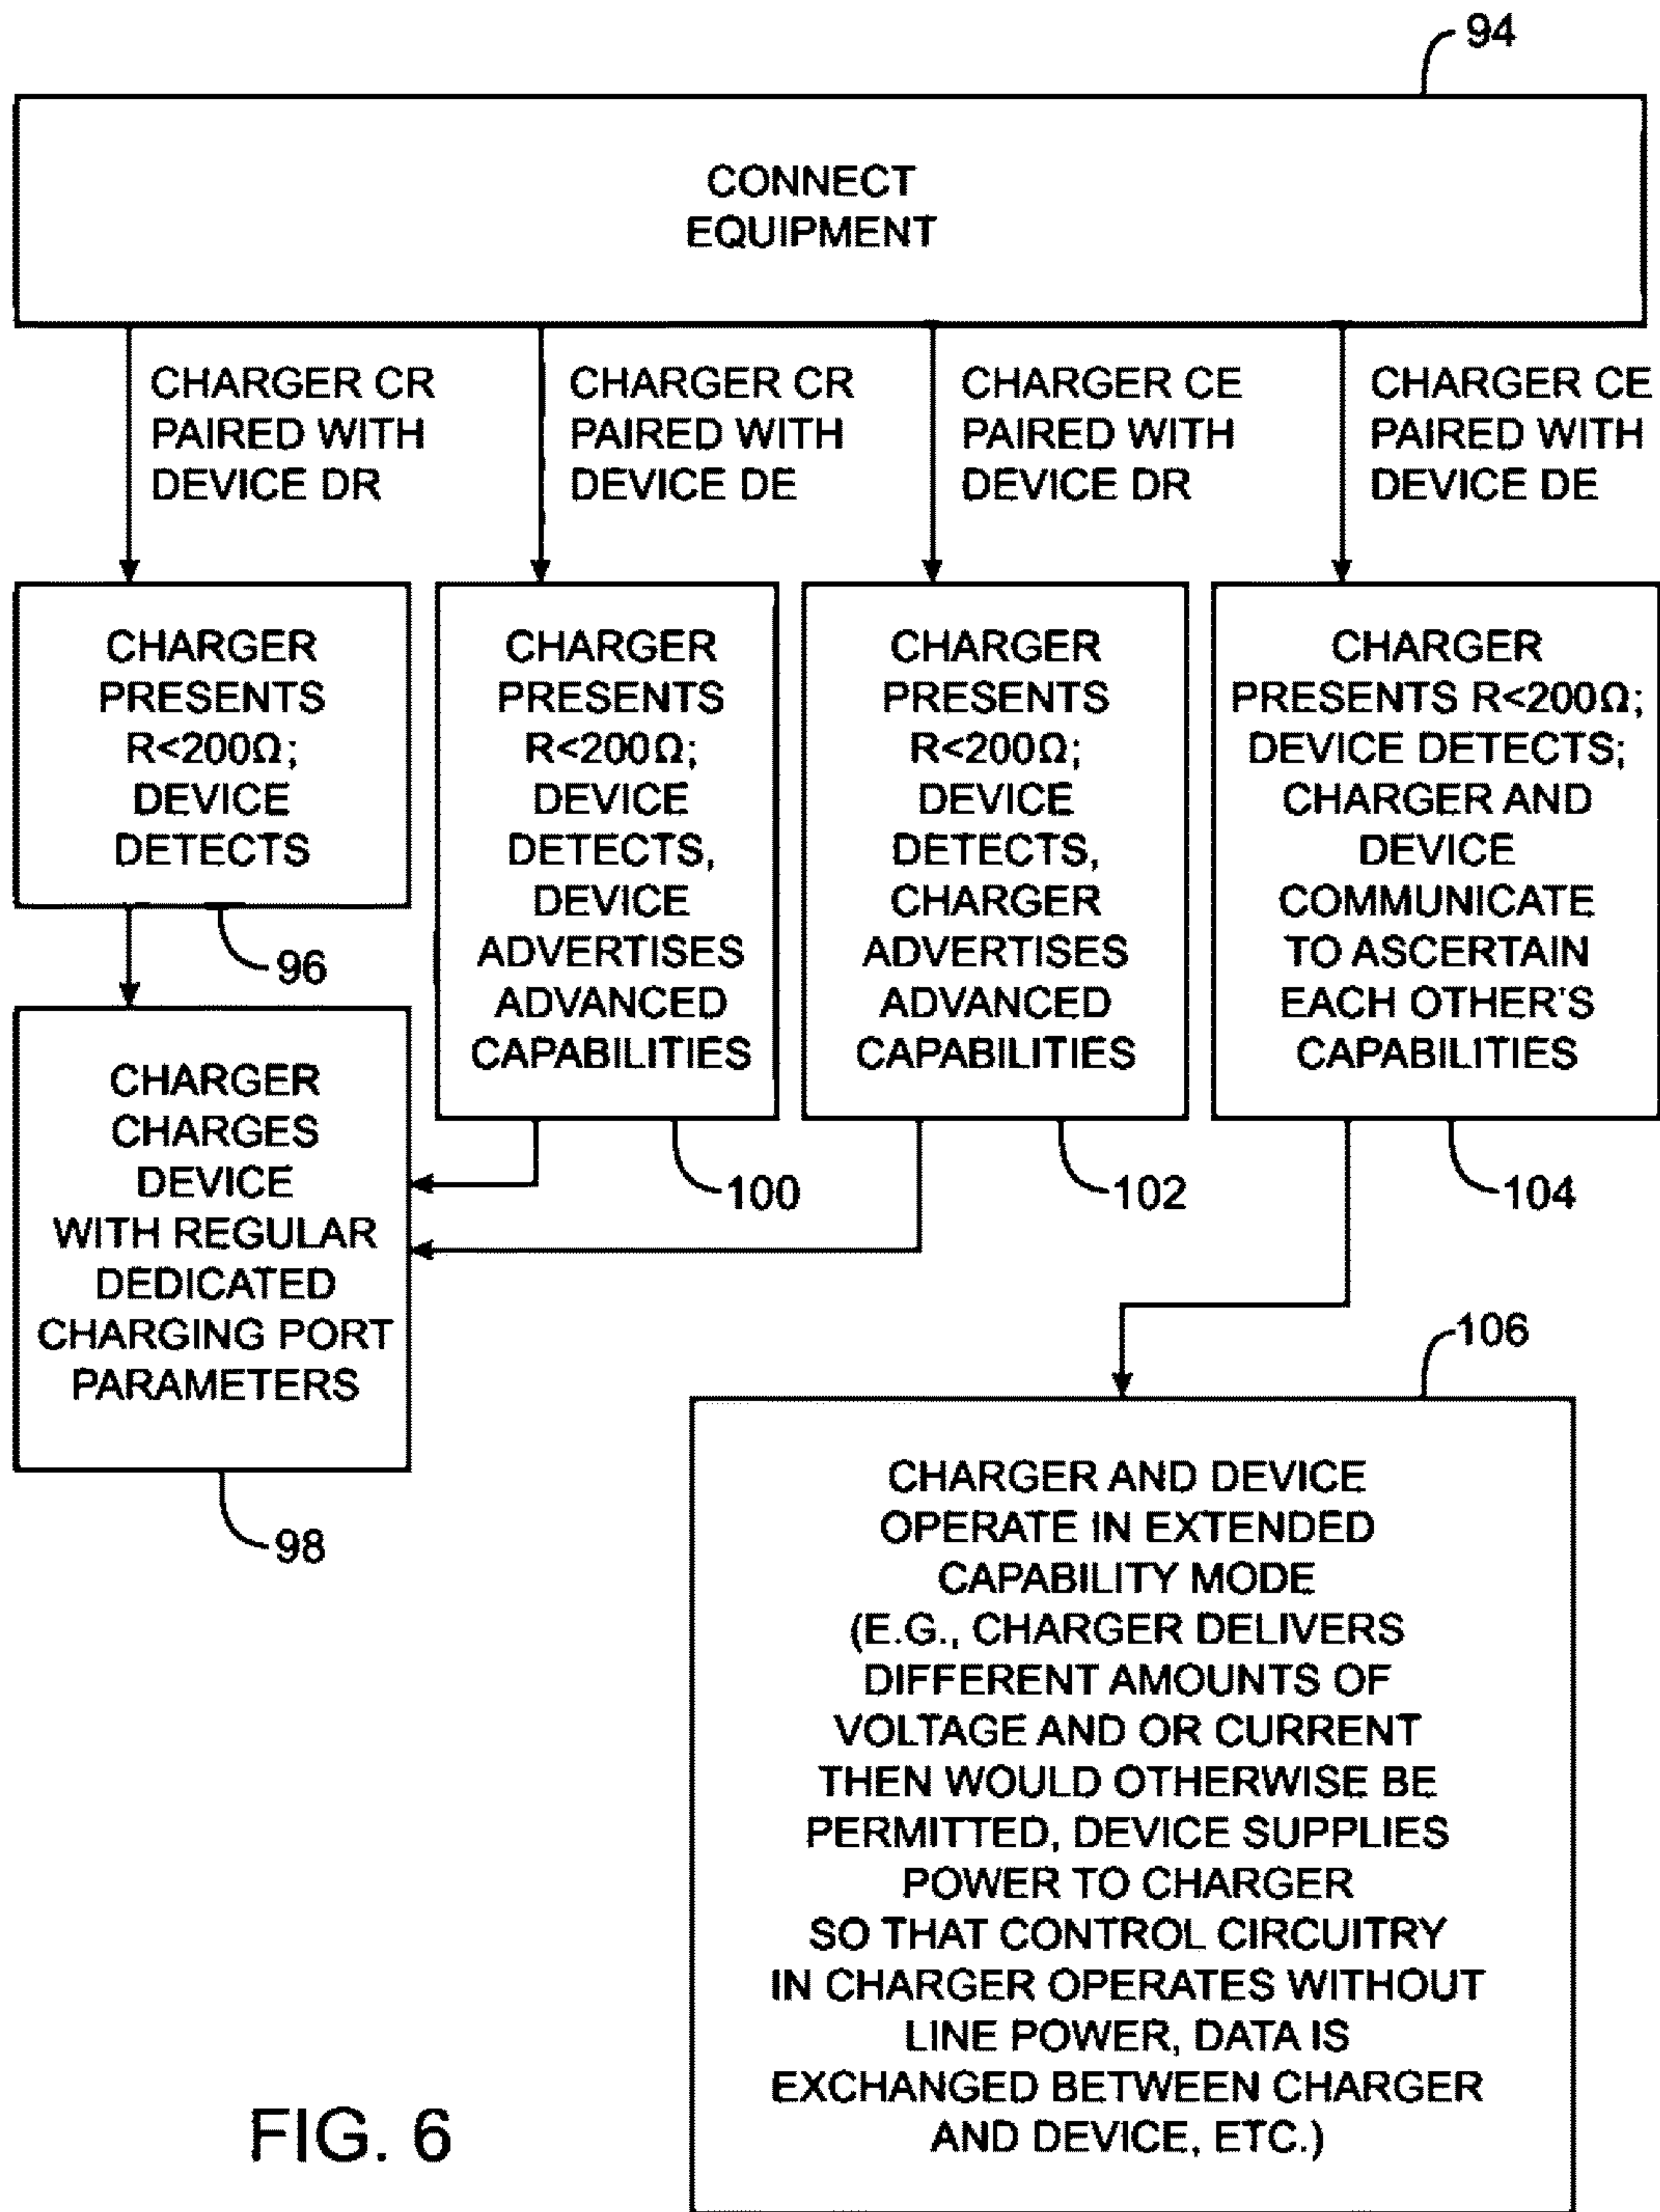 94
CONNECT
EQUIPMENT
CHARGER CR
PAIRED WITH
DEVICE DR
CHARGER CR
PAIRED WITH
DEVICE DE
CHARGER CE
PAIRED WITH
DEVICE DR
CHARGER CE
PAIRED WITH
DEVICE DE
CHARGER
PRESENTS
R<200Ω;
DEVICE
DETECTS
96
CHARGER
PRESENTS
R<200Ω;
DEVICE
DETECTS,
DEVICE
ADVERTISES
ADVANCED
CAPABILITIES
100
CHARGER
PRESENTS
R<200Ω;
DEVICE
DETECTS,
CHARGER
ADVERTISES
ADVANCED
CAPABILITIES
102
CHARGER
PRESENTS R<200Ω;
DEVICE DETECTS;
CHARGER AND
DEVICE
COMMUNICATE
TO ASCERTAIN
EACH OTHER'S
CAPABILITIES
104
CHARGER
CHARGES
DEVICE
WITH REGULAR
DEDICATED
CHARGING PORT
PARAMETERS
98
106
CHARGER AND DEVICE
OPERATE IN EXTENDED
CAPABILITY MODE
(E.G., CHARGER DELIVERS
DIFFERENT AMOUNTS OF
VOLTAGE AND OR CURRENT
THEN WOULD OTHERWISE BE
PERMITTED, DEVICE SUPPLIES
POWER TO CHARGER
SO THAT CONTROL CIRCUITRY
IN CHARGER OPERATES WITHOUT
LINE POWER, DATA IS
EXCHANGED BETWEEN CHARGER
AND DEVICE, ETC.)
FIG. 6